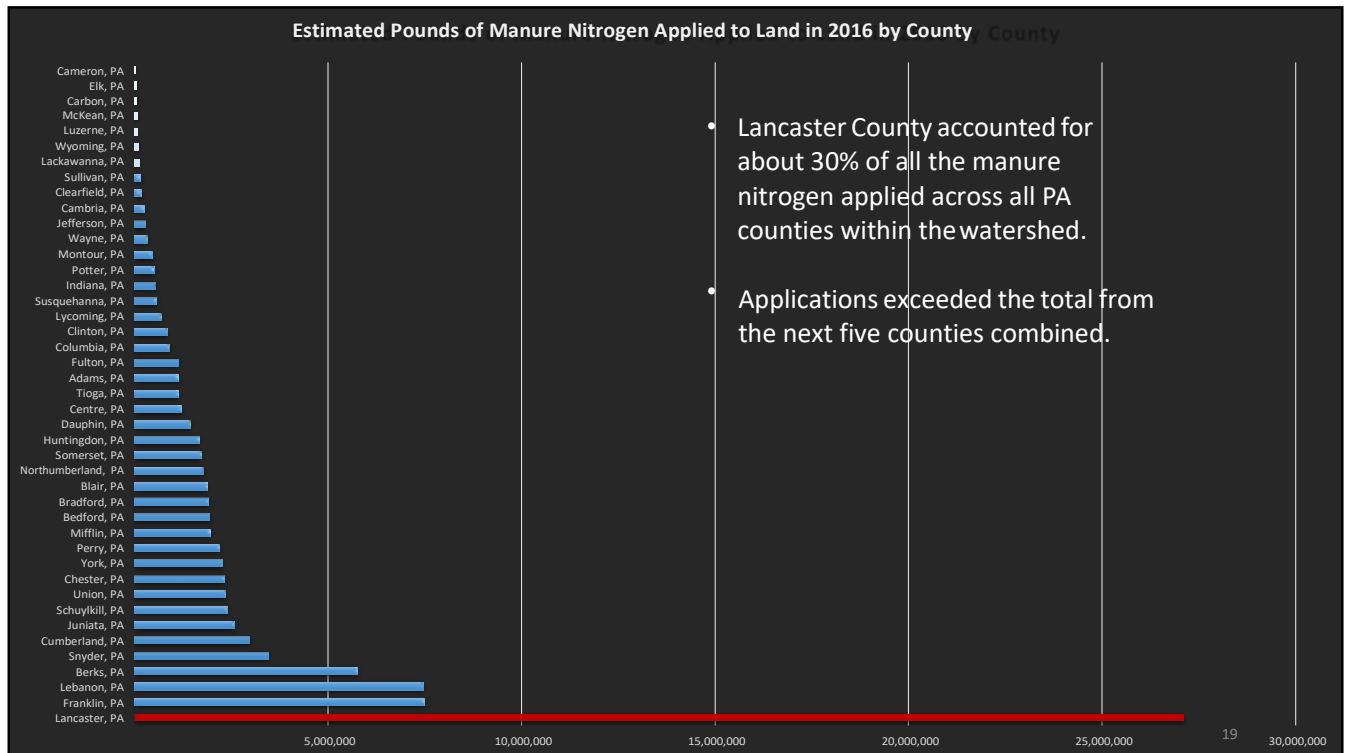 Estimated Pounds of Manure Nitrogen Applied to Land in 2016 by County
Cameron, PA
Elk, PA
Carbon, PA
McKean, PA
Luzerne, PA
Wyoming, PA
Lackawanna, PA
Sullivan, PA
Clearfield, PA
Cambria, PA
Jefferson, PA
Wayne, PA
Montour, PA
Potter, PA
Indiana, PA
Susquehanna, PA
Lycoming, PA
Clinton, PA
Columbia, PA
Fulton, PA
Adams, PA
Tioga, PA
Centre, PA
Dauphin, PA
Huntingdon, PA
Somerset, PA
Northumberland, PA
Blair, PA
Bradford, PA
Bedford, PA
Mifflin, PA
Perry, PA
York, PA
Chester, PA
Union, PA
Schuylkill, PA
Juniata, PA
Cumberland, PA
Snyder, PA
Berks, PA
Lebanon, PA
Franklin, PA
Lancaster, PA
• Lancaster County accounted for
about 30% of all the manure
nitrogen applied across all PA
counties within the watershed.
• Applications exceeded the total from
the next five counties combined.
5,000,000 10,000,000 15,000,000 20,000,000 25,000,000 30,000,000
19